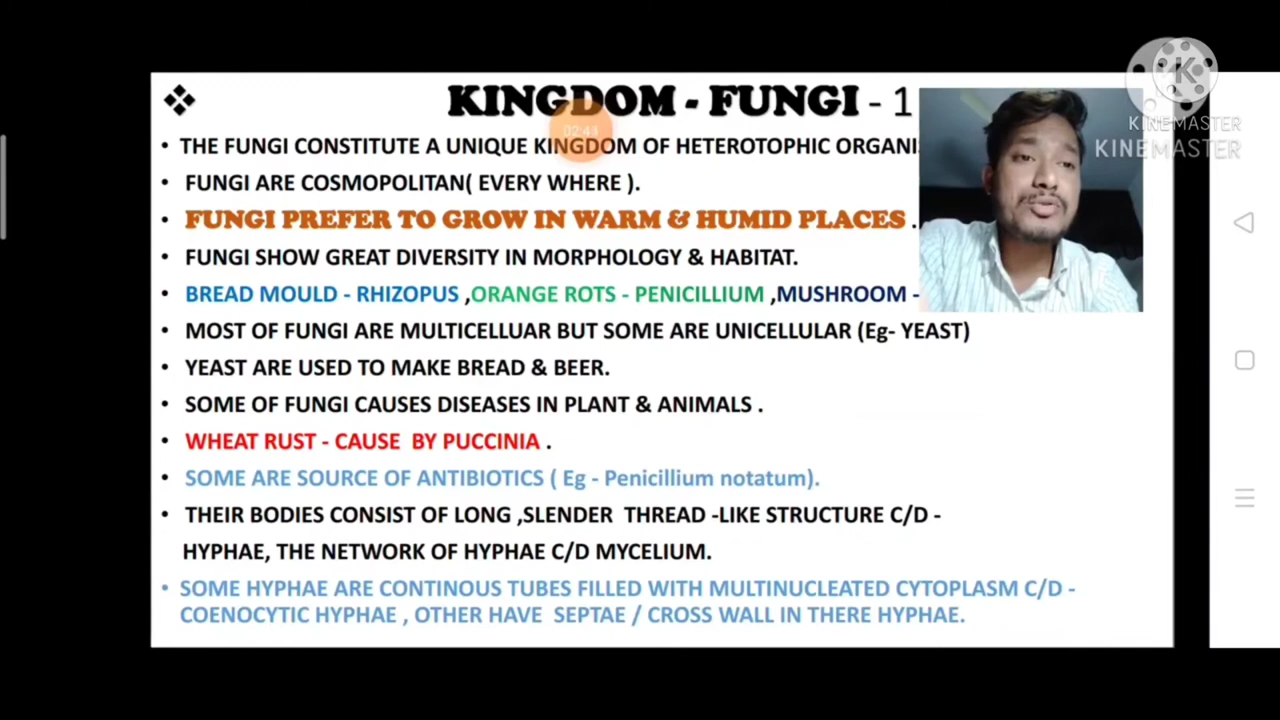 KINGDOM - FUNGI - 1
02:43
KINEMASTER
KINEMASTER
THE FUNGI CONSTITUTE A UNIQUE KINGDOM OF HETEROTOPHIC ORGANI
FUNGI ARE COSMOPOLITAN( EVERY WHERE ).
FUNGI PREFER TO GROW IN WARM & HUMID PLACES .
FUNGI SHOW GREAT DIVERSITY IN MORPHOLOGY & HABITAT.
BREAD MOULD - RHIZOPUS ,ORANGE ROTS - PENICILLIUM ,MUSHROOM -
MOST OF FUNGI ARE MULTICELLUAR BUT SOME ARE UNICELLULAR (Eg- YEAST)
YEAST ARE USED TO MAKE BREAD & BEER.
SOME OF FUNGI CAUSES DISEASES IN PLANT & ANIMALS .
WHEAT RUST - CAUSE BY PUCCINIA .
SOME ARE SOURCE OF ANTIBIOTICS ( Eg - Penicillium notatum).
THEIR BODIES CONSIST OF LONG ,SLENDER THREAD -LIKE STRUCTURE C/D -
HYPHAE, THE NETWORK OF HYPHAE C/D MYCELIUM.
SOME HYPHAE ARE CONTINOUS TUBES FILLED WITH MULTINUCLEATED CYTOPLASM C/D -
COENOCYTIC HYPHAE , OTHER HAVE SEPTAE / CROSS WALL IN THERE HYPHAE.